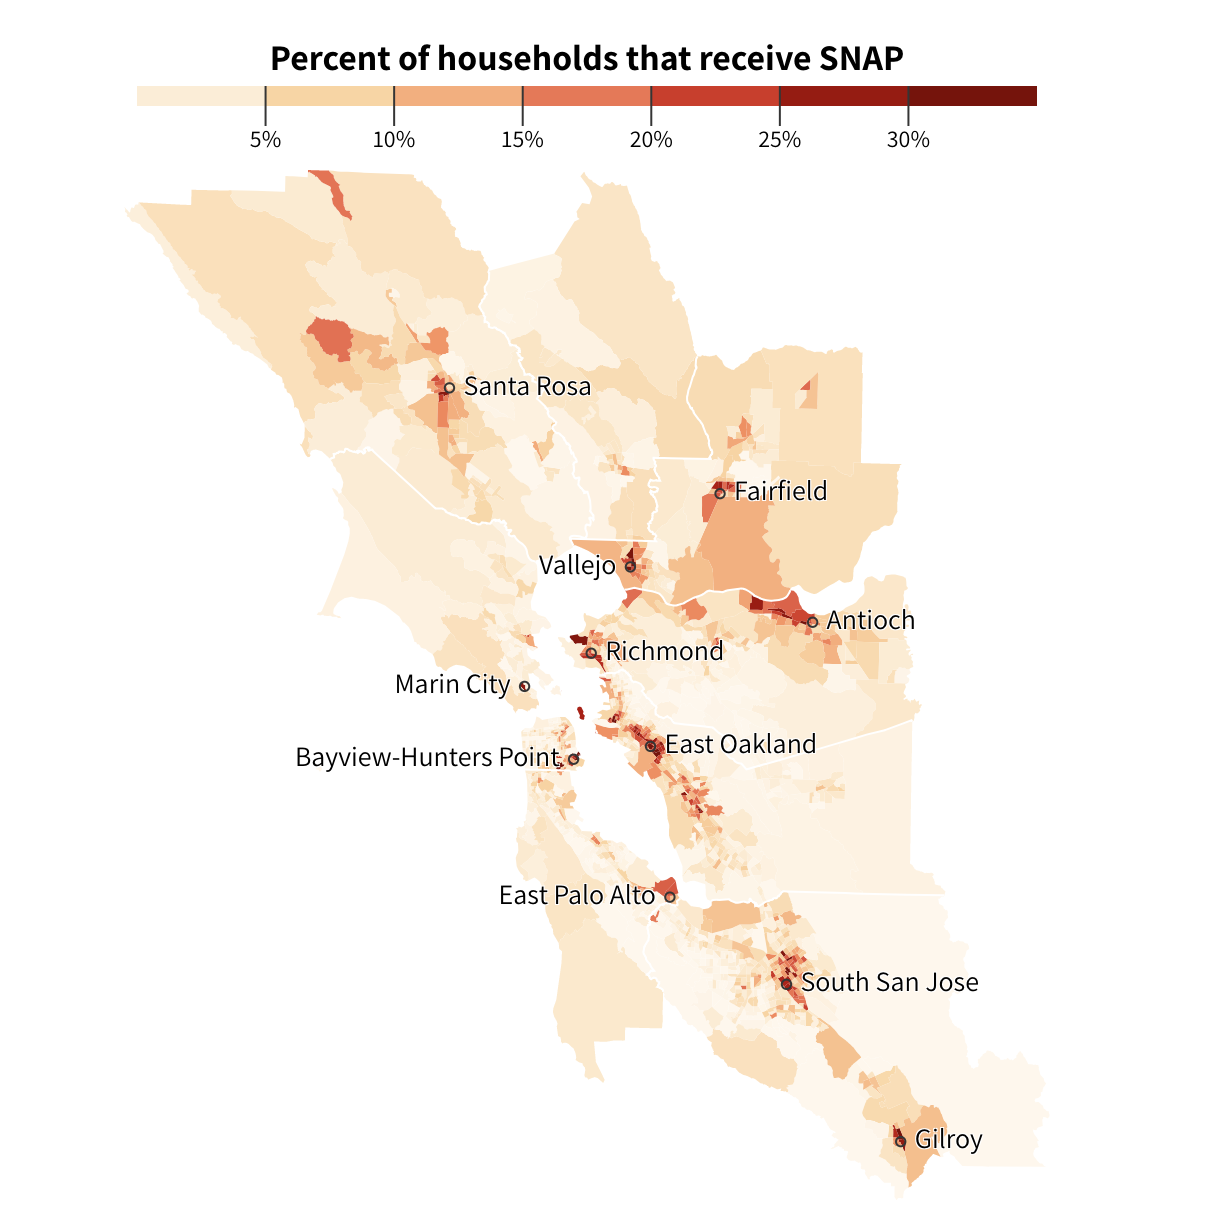 Percent of households that receive SNAP
5% 10% 15% 20% 25% 30%
Santa Rosa
Fairfield
Vallejo
Antioch
Richmond
Marin City
East Oakland
Bayview-Hunters Point
East Palo Alto
South San Jose
Gilroy